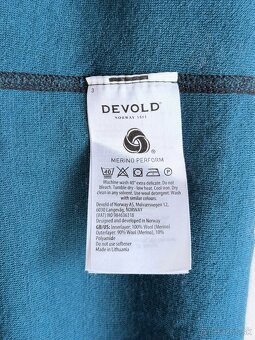 3
DEVOLD
NORWAY 1853
MERINO PERFORM
40
Machine wash 40° extra delicate. Do not
bleach. Tumble dry - low heat. Cool iron. Dry
clean in any solvent. Use wool detergent. Wash
with similar colours.
Devold of Norway AS, Molværvegen 12,
6030 Langevåg, NORWAY
Designed and developed in Norway
GB/US: Innerlayer: 100% Wool (Merino)
Outerlayer: 90% Wool (Merino), 10%
Polyamide
Do not use softener
Made in Lithuania